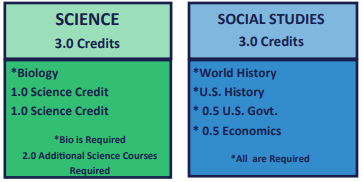 SCIENCE
3.0 Credits
*Biology
1.0 Science Credit
1.0 Science Credit
*Bio is Required
2.0 Additional Science Courses
Required
SOCIAL STUDIES
3.0 Credits
*World History
*U.S. History
* 0.5 U.S. Govt.
* 0.5 Economics
*All  are Required